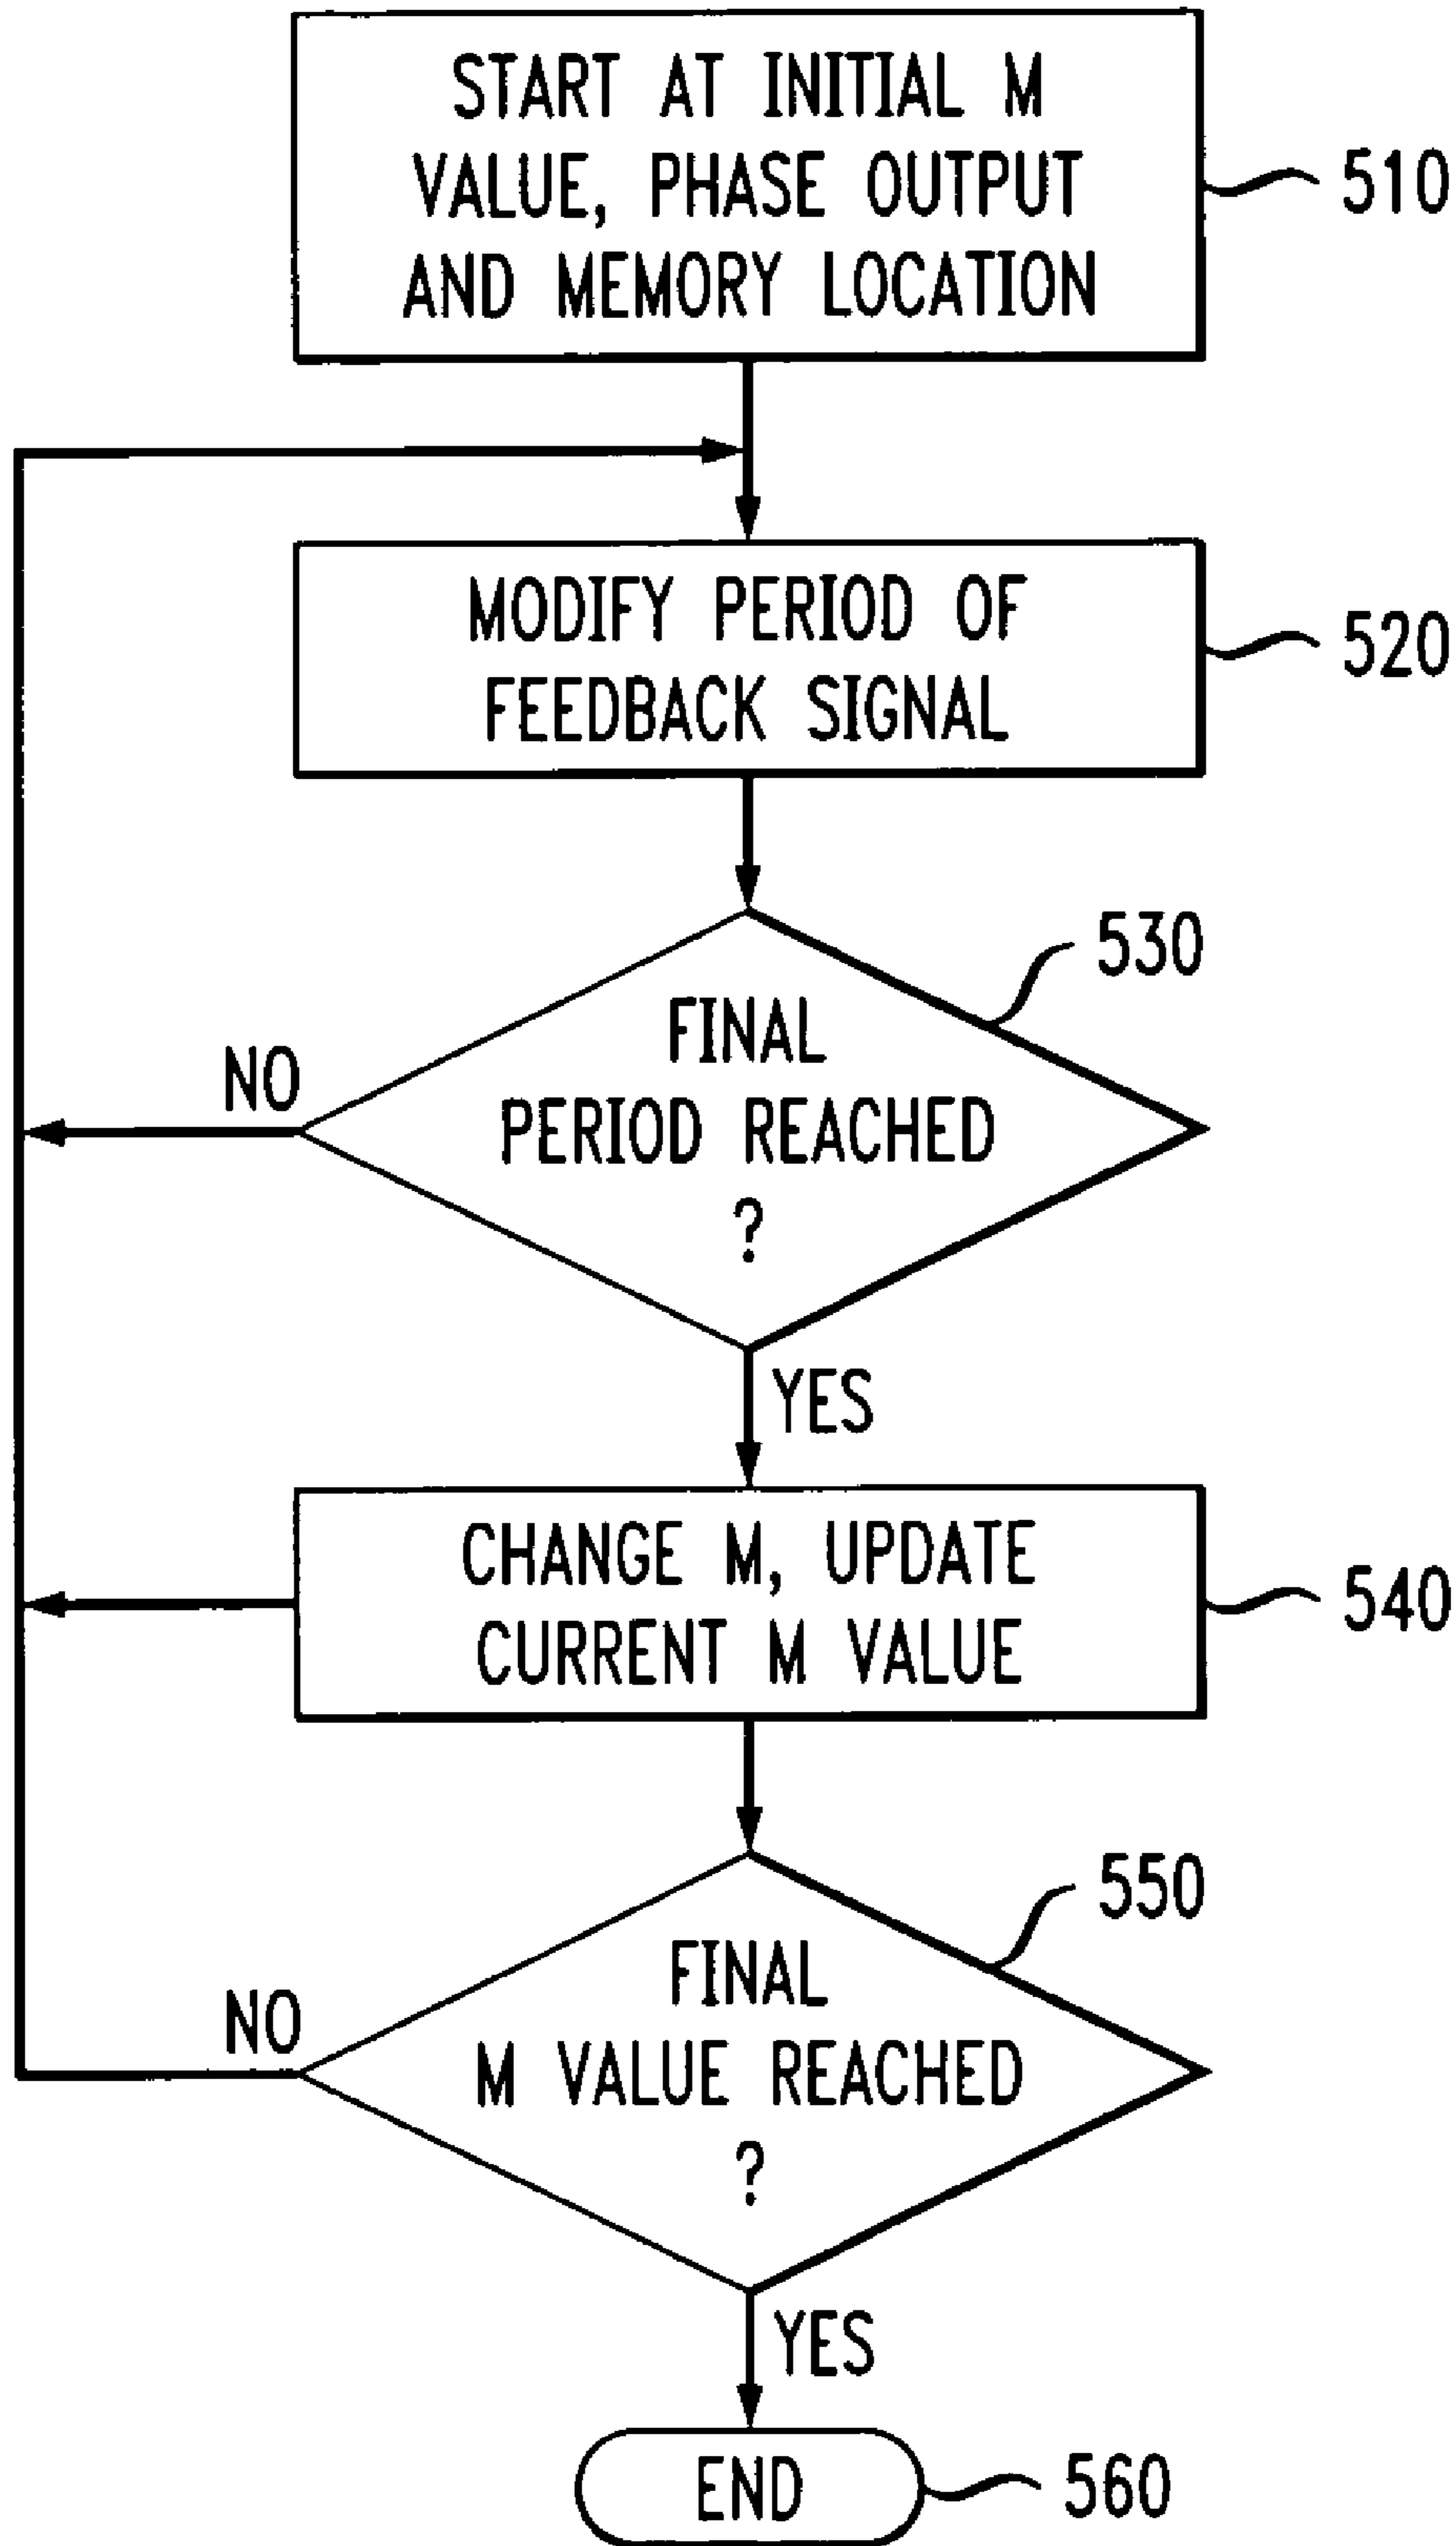 START AT INITIAL M
VALUE, PHASE OUTPUT
AND MEMORY LOCATION
510
MODIFY PERIOD OF
FEEDBACK SIGNAL
520
530
FINAL
PERIOD REACHED
?
NO
YES
CHANGE M, UPDATE
CURRENT M VALUE
540
550
FINAL
M VALUE REACHED
?
NO
YES
END
560